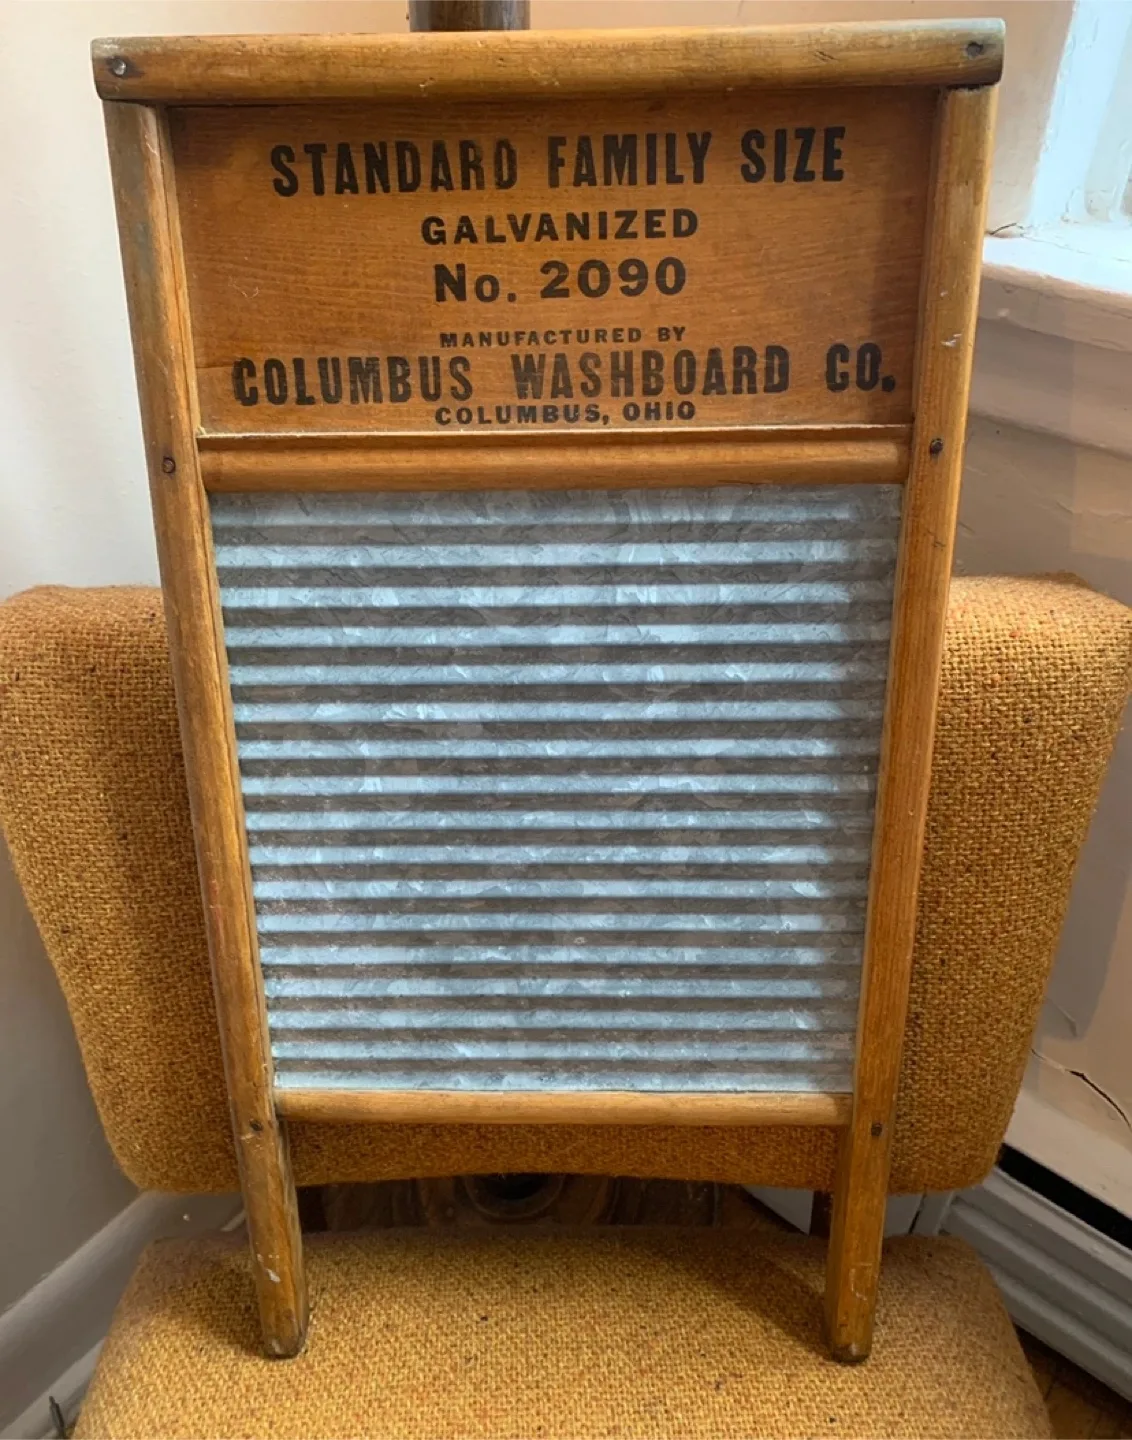 STANDARD FAMILY SIZE
GALVANIZED
No. 2090
MANUFACTURED BY
COLUMBUS WASHBOARD CO.
COLUMBUS, OHIO